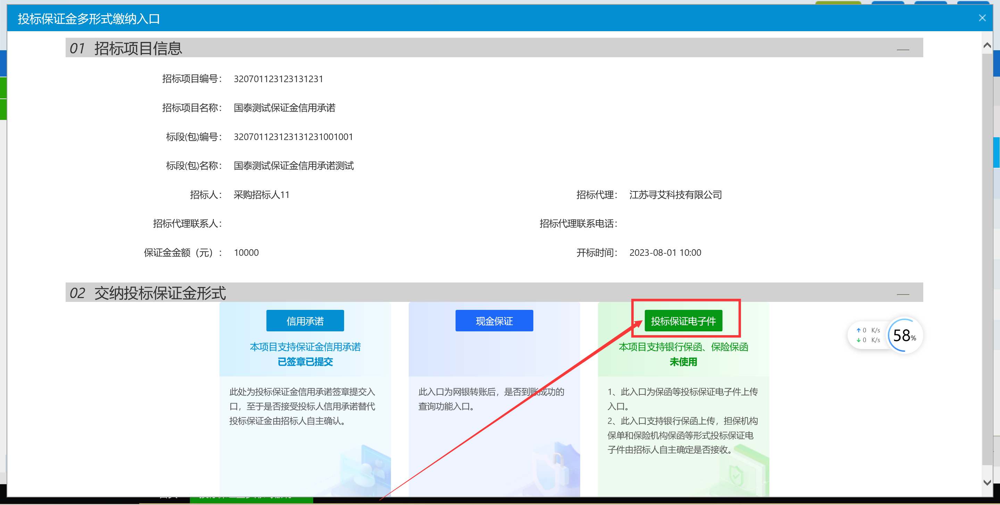 投标保证金多形式缴纳入口
01 招标项目信息
招标项目编号： 320701123123131231
招标项目名称： 国泰测试保证金信用承诺
标段(包)编号： 320701123123131231001001
标段(包)名称： 国泰测试保证金信用承诺测试
招标人： 采购招标人11 招标代理： 江苏寻艾科技有限公司
招标代理联系人： 招标代理联系电话：
保证金金额（元）： 10000 开标时间： 2023-08-01 10:00
02 交纳投标保证金形式
信用承诺
本项目支持保证金信用承诺
已签章已提交
此处为投标保证金信用承诺签章提交入
口，至于是否接受投标人信用承诺替代
投标保证金由招标人自主确认。
现金保证
此入口为网银转账后，是否到账成功的
查询功能入口。
投标保证电子件
本项目支持银行保函、保险保函
未使用
1、此入口为保函等投标保证电子件上传
入口。
2、此入口支持银行保函上传，担保机构
保单和保险机构保函等形式投标保证电
子件由招标人自主确定是否接收。
↑ 0 K/s
↓ 0 K/s
58%